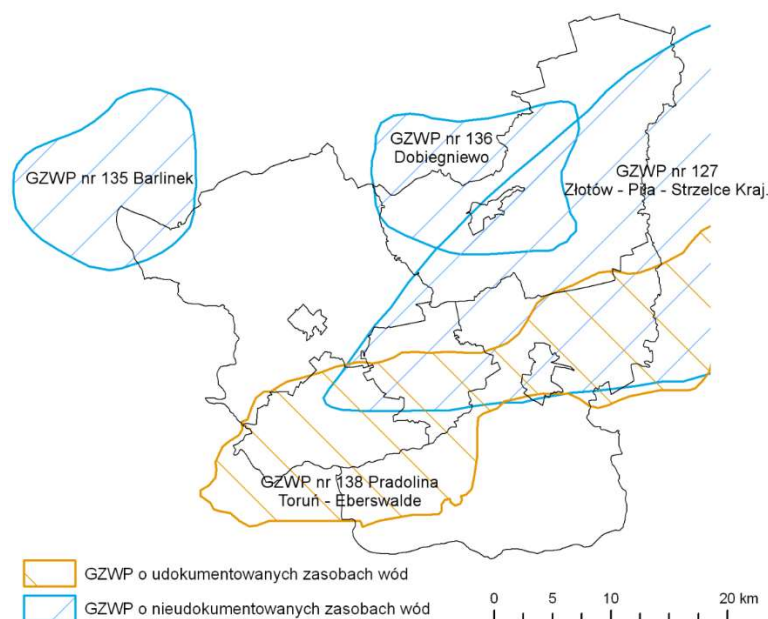 GZWP nr 136
Dobiegniewo
GZWP nr 135 Barlinek
GZWP nr 127
Złotów - Piła - Strzelce Kraj.
GZWP nr 138 Pradolina
Toruń - Eberswalde
GZWP o udokumentowanych zasobach wód
GZWP o nieudokumentowanych zasobach wód
0 5 10 20 km